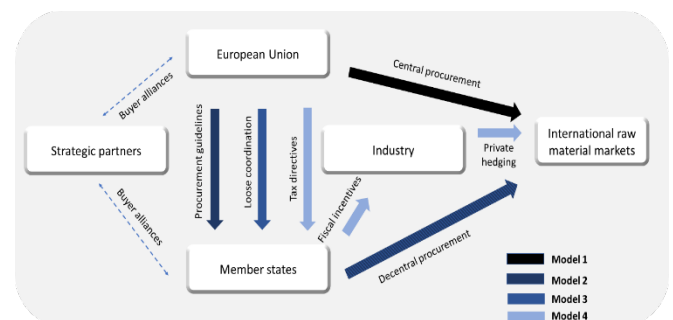 European Union
Buyer alliances
Central procurement
Strategic partners
Procurement guidelines
Loose coordination
Tax directives
Industry
Private
hedging
International raw
material markets
Buyer alliances
Fiscal incentives
Member states
Decentral procurement
Model 1
Model 2
Model 3
Model 4